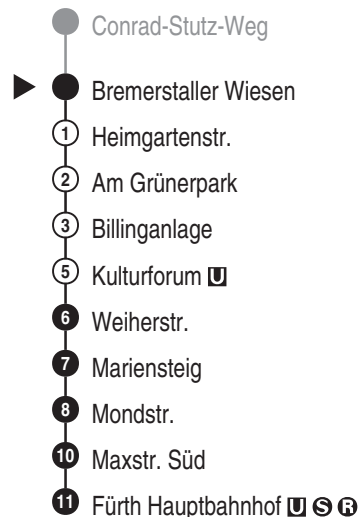 Conrad-Stutz-Weg
Bremerstaller Wiesen
1 Heimgartenstr.
2 Am Grünerpark
3 Billinganlage
5 Kulturforum U
6 Weiherstr.
7 Mariensteig
8 Mondstr.
10 Maxstr. Süd
11 Fürth Hauptbahnhof U S R